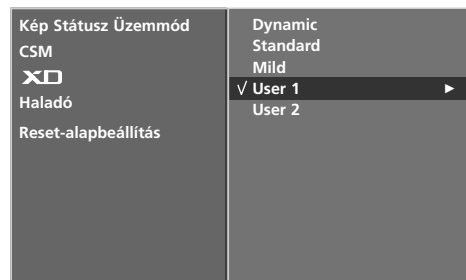 Kép Státusz Üzemmód
CSM
XD
Haladó
Reset-alapbeállítás
Dynamic
Standard
Mild
√ User 1 ►
User 2